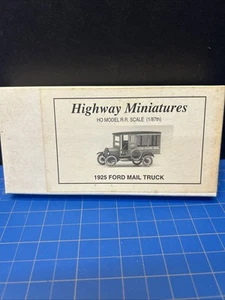 Highway Miniatures
HO MODEL R.R. SCALE (1/87th)
1925 FORD MAIL TRUCK